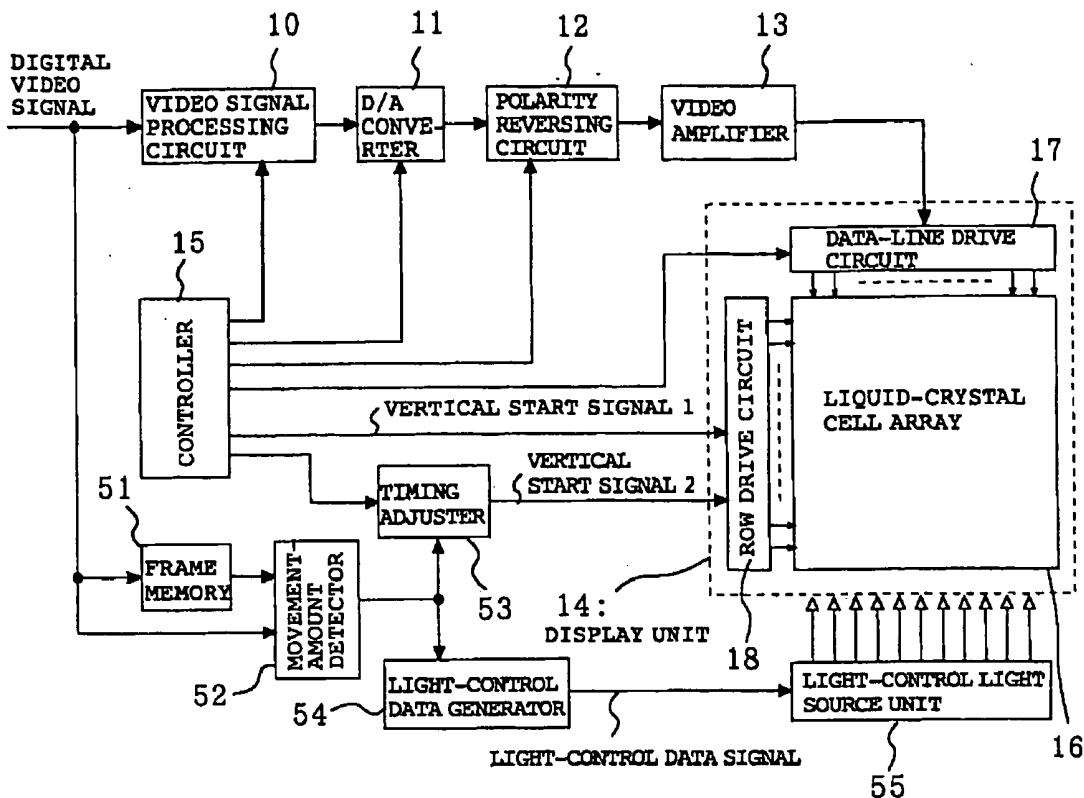 10
11
12
13
DIGITAL
VIDEO
SIGNAL
VIDEO SIGNAL
PROCESSING
CIRCUIT
D/A
CONVE-
RTER
POLARITY
REVERSING
CIRCUIT
VIDEO
AMPLIFIER
17
DATA-LINE DRIVE
CIRCUIT
15
CONTROLLER
ROW DRIVE CIRCUIT
LIQUID-CRYSTAL
CELL ARRAY
VERTICAL START SIGNAL 1
VERTICAL
START SIGNAL 2
TIMING
ADJUSTER
51
FRAME
MEMORY
MOVEMENT-
AMOUNT
DETECTOR
53
14:
DISPLAY UNIT
18
52
54
LIGHT-CONTROL
DATA GENERATOR
LIGHT-CONTROL LIGHT
SOURCE UNIT
LIGHT-CONTROL DATA SIGNAL
55
16